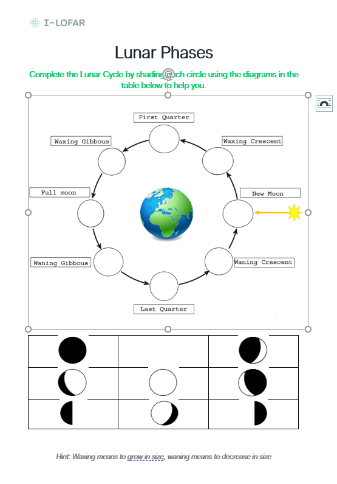 I-LOFAR
Lunar Phases
Complete the Lunar Cycle by shading each circle using the diagrams in the
table below to help you.
First Quarter
Waxing Gibbous
Waxing Crescent
Full moon
New Moon
Waning Gibbous
Waning Crescent
Last Quarter
Hint: Waxing means to grow in size, waning means to decrease in size